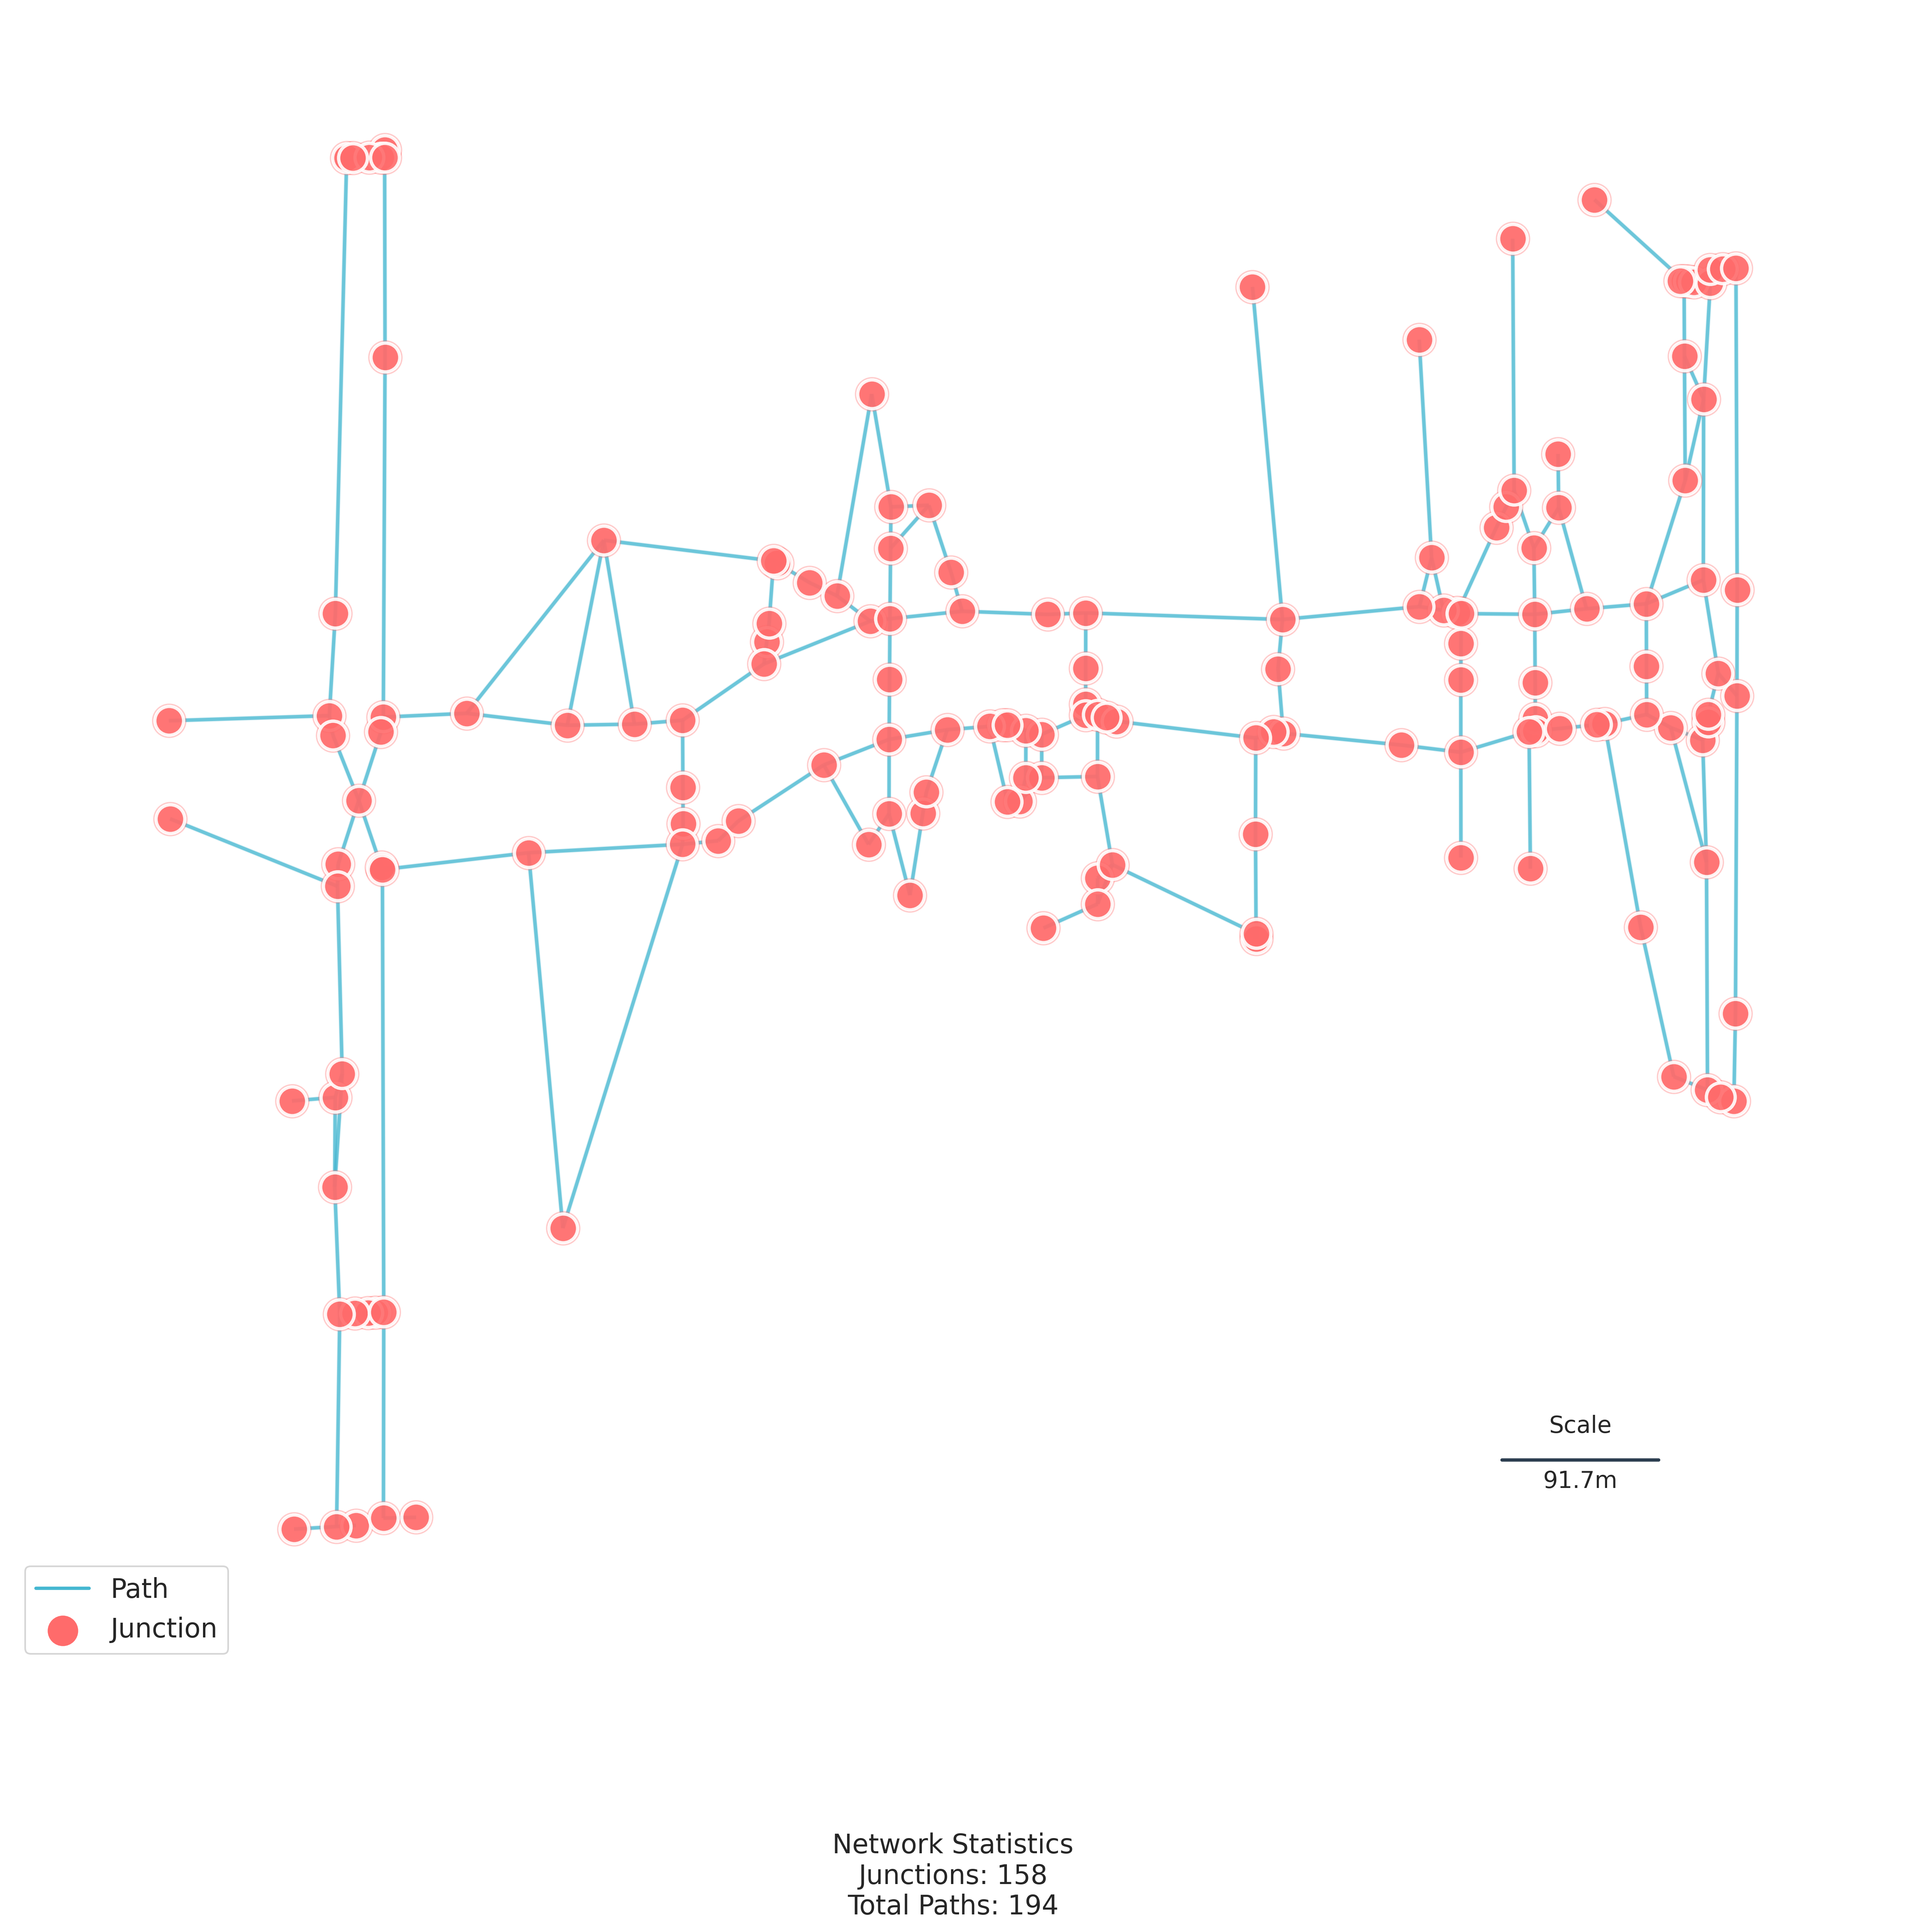 Scale
91.7m
Path
Junction
Network Statistics
Junctions: 158
Total Paths: 194